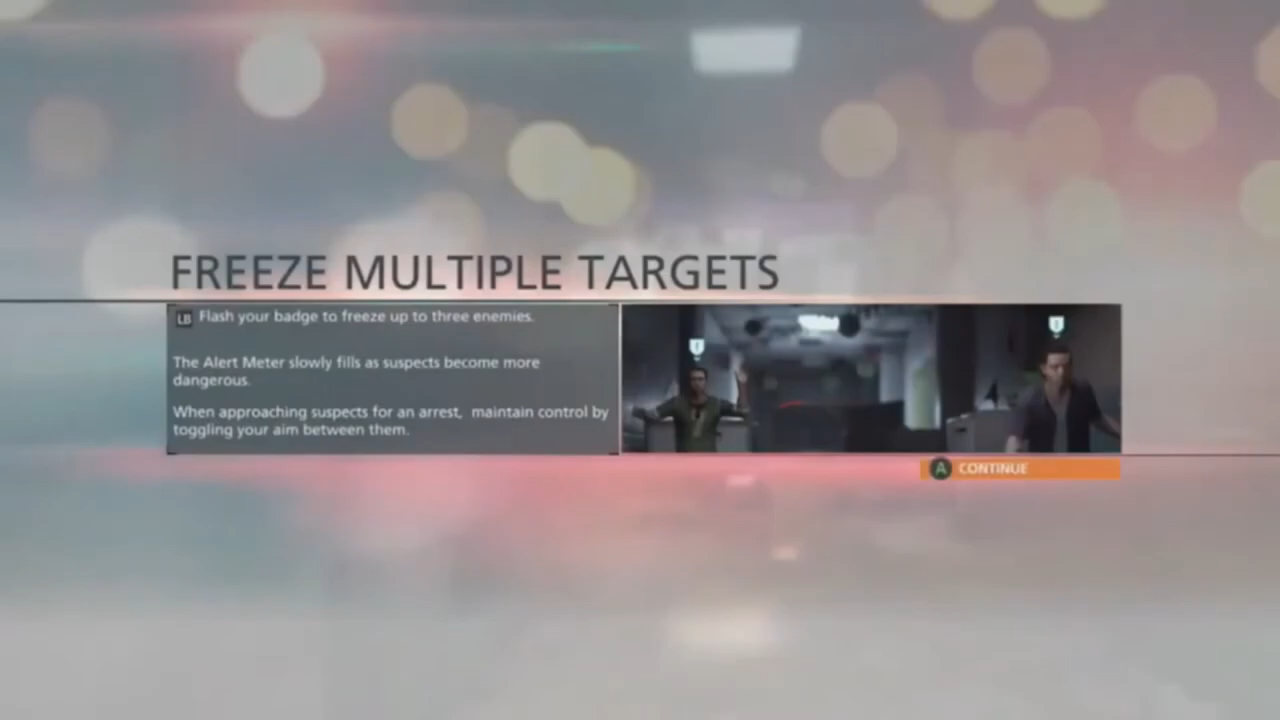 FREEZE MULTIPLE TARGETS
LB Flash your badge to freeze up to three enemies.
The Alert Meter slowly fills as suspects become more
dangerous.
When approaching suspects for an arrest, maintain control by
toggling your aim between them.
A CONTINUE